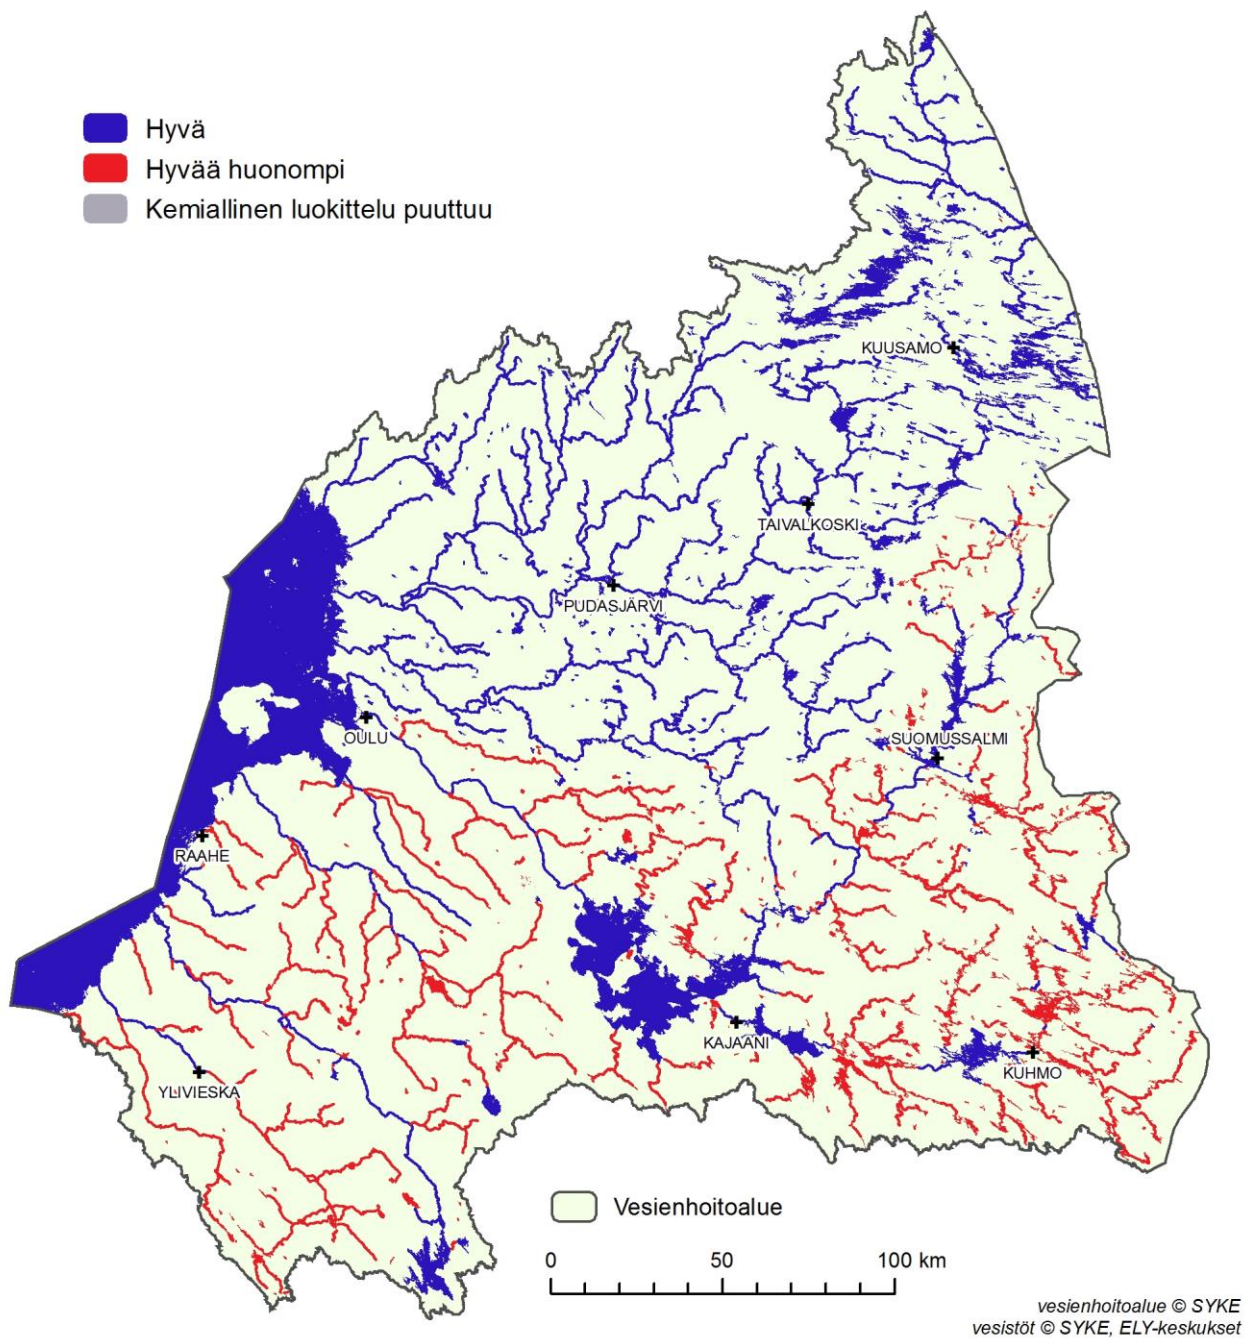 Hyvä
Hyvää huonompi
Kemiallinen luokittelu puuttuu
KUUSAMO
TAIVALKOSKI
PUDASJÄRVI
OULU
SUOMUSSALMI
RAAHE
KAJAANI
KUHMO
YLIVIESKA
Vesienhoitoalue
0 50 100 km
vesienhoitoalue © SYKE
vesistöt © SYKE, ELY-keskukset